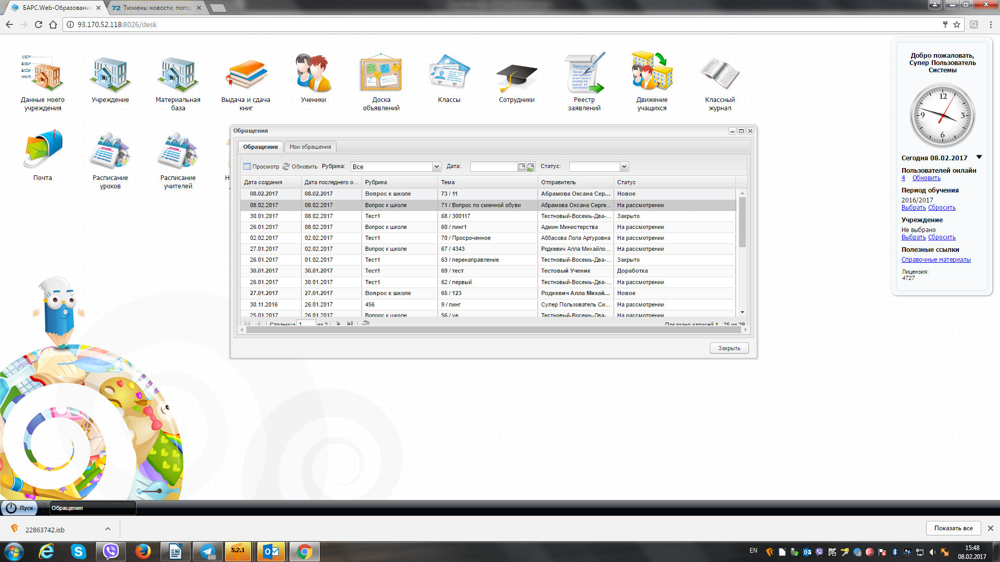 БАРС.Web-Образование
Тюмень: новости, погод
93.170.52.118:8026/desk
Данные моего учреждения
Учреждение
Материальная база
Выдача и сдача книг
Ученики
Доска объявлений
Классы
Сотрудники
Реестр заявлений
Движение учащихся
Классный журнал
Почта
Расписание уроков
Расписание учителей
Обращения
Обращения
Мои обращения
Просмотр
Обновить
Рубрика:
Все
Дата:
Статус:
Дата создания
Дата последнего о...
Рубрика
Тема
Отправитель
Статус
08.02.2017 08.02.2017 Вопрос к школе 73 / 11 Абрамова Оксана Сер... Новое
08.02.2017 08.02.2017 Вопрос к школе 71 / Вопрос по сменной обуви Абрамова Оксана Серге... На рассмотрении
30.01.2017 08.02.2017 Тест1 68 / 300117 Тестновый-Восемь-Два-... Закрыто
26.01.2017 08.02.2017 Вопрос к школе 60 / пинг1 Админ Министерства На рассмотрении
02.02.2017 02.02.2017 Тест1 70 / Просроченное Аббасова Лола Артуровна На рассмотрении
27.01.2017 02.02.2017 Вопрос к школе 67 / 4343 Родкевич Алла Михайло... На рассмотрении
26.01.2017 01.02.2017 Тест1 63 / перенаправление Тестновый-Восемь-Два-... Закрыто
30.01.2017 30.01.2017 Тест1 69 / тест Тестовый Ученик Доработка
26.01.2017 30.01.2017 Тест1 62 / первый Тестновый-Восемь-Два-... На рассмотрении
27.01.2017 27.01.2017 Вопрос к школе 65 / 123 Родкевич Алла Михай... Новое
30.11.2016 26.01.2017 456 9 / пинг Супер Пользователь Си... На рассмотрении
25.01.2017 26.01.2017 Вопрос к школе 56 / уе Тестновый-Восемь-Два- На рассмотрении
Страница 1 из 2
Показано записей 1 - 25 из 29
Закрыть
Добро пожаловать,
Супер Пользователь
Системы
12
3
6
9
Сегодня 08.02.2017
Пользователей онлайн
4 Обновить
Период обучения
2016/2017
Выбрать Сбросить
Учреждение
Не выбрано
Выбрать Сбросить
Полезные ссылки
Справочные материалы
Лицензия:
4727
Пуск
Обращения
22863742.isb
Показать все
330
5.2.1
EN
15:48
08.02.2017